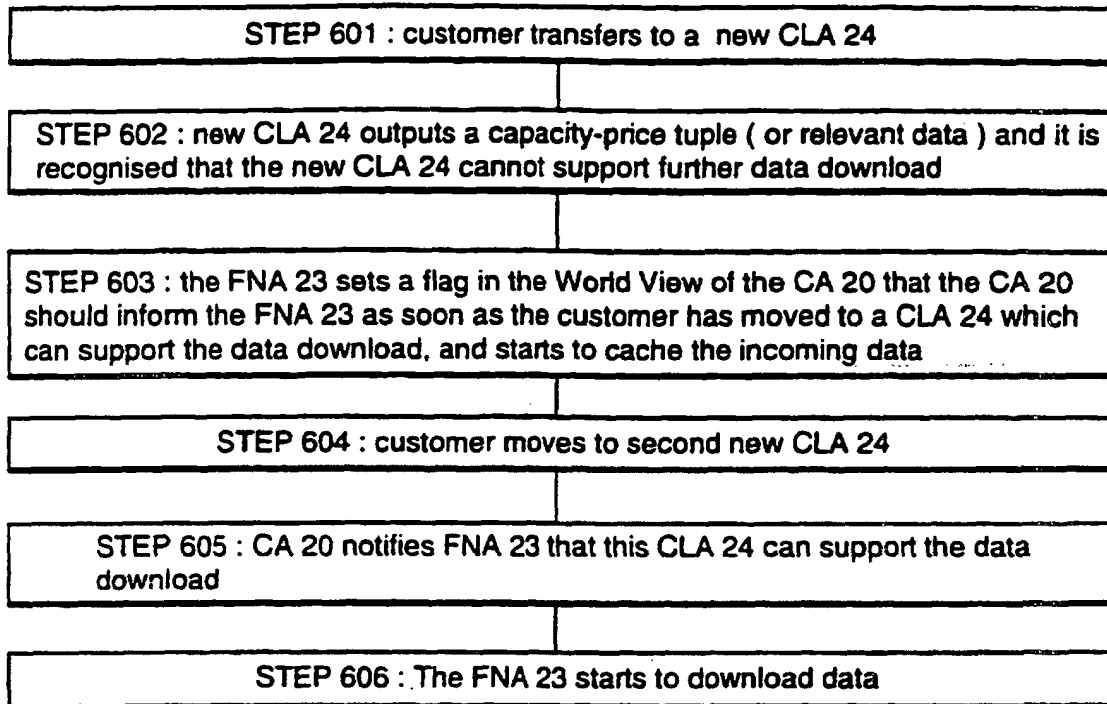 STEP 601 : customer transfers to a new CLA 24
STEP 602 : new CLA 24 outputs a capacity-price tuple ( or relevant data ) and it is
recognised that the new CLA 24 cannot support further data download
STEP 603 : the FNA 23 sets a flag in the World View of the CA 20 that the CA 20
should inform the FNA 23 as soon as the customer has moved to a CLA 24 which
can support the data download, and starts to cache the incoming data
STEP 604 : customer moves to second new CLA 24
STEP 605 : CA 20 notifies FNA 23 that this CLA 24 can support the data
download
STEP 606 : The FNA 23 starts to download data